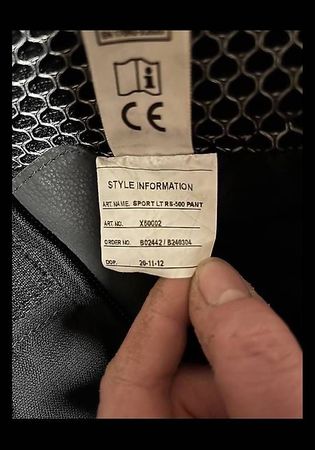 CE
STYLE INFORMATION
ART.NAME. SPORT LT RS-500 PANT
ART NO. X60002
ORDER NO. B02442 / B240304
DOP. 20-11-12